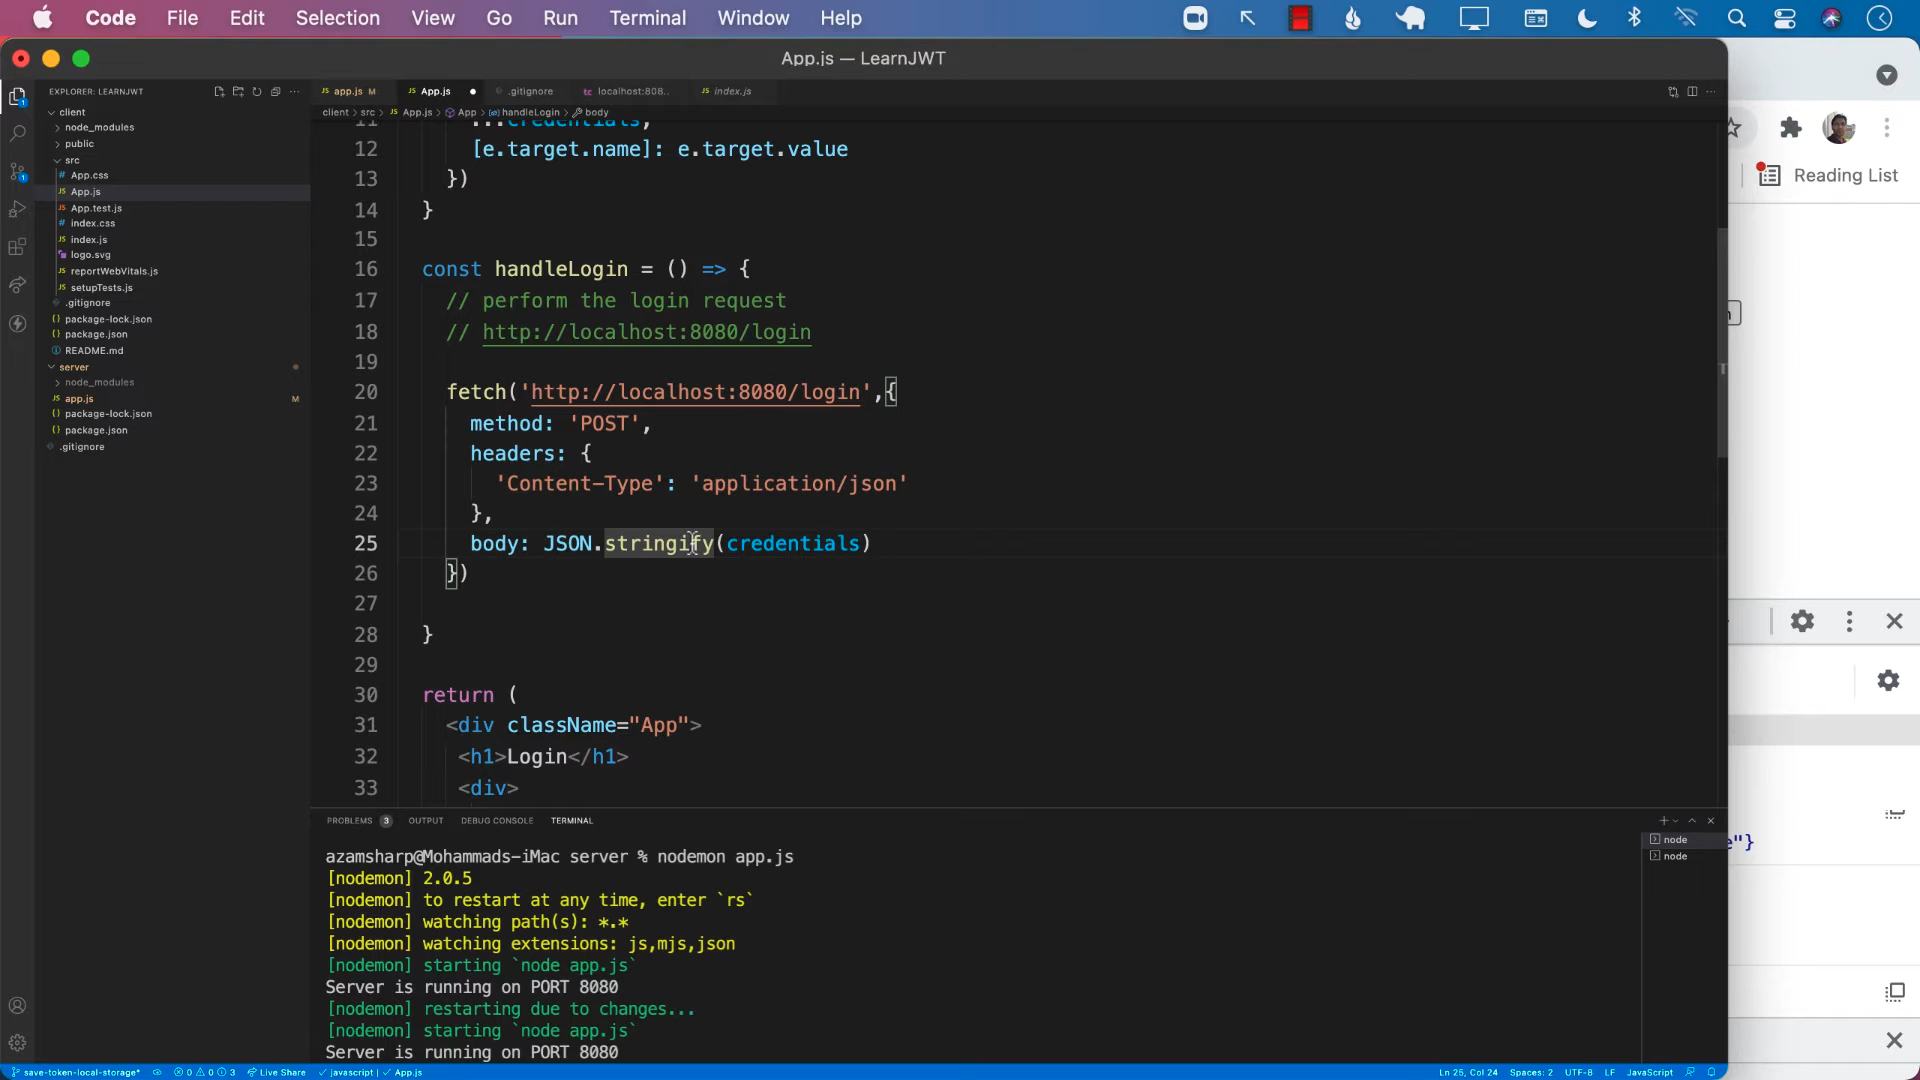 Code File Edit Selection View Go Run Terminal Window Help
App.js — LearnJWT
EXPLORER: LEARNJWT
client
node_modules
public
src
App.css
App.js
App.test.js
index.css
index.js
logo.svg
reportWebVitals.js
setupTests.js
.gitignore
package-lock.json
package.json
README.md
server
node_modules
app.js M
package-lock.json
package.json
.gitignore
app.js M App.js .gitignore localhost:808.. index.js
client > src > App.js > App > handleLogin > body
11 ...credentials,
12 [e.target.name]: e.target.value
13 })
14 }
15
16 const handleLogin = () => {
17 // perform the login request
18 // http://localhost:8080/login
19
20 fetch('http://localhost:8080/login',{
21 method: 'POST',
22 headers: {
23 'Content-Type': 'application/json'
24 },
25 body: JSON.stringify(credentials)
26 })
27
28 }
29
30 return (
31 <div className="App">
32 <h1>Login</h1>
33 <div>
PROBLEMS 3 OUTPUT DEBUG CONSOLE TERMINAL
azamsharp@Mohammads-iMac server % nodemon app.js
[nodemon] 2.0.5
[nodemon] to restart at any time, enter `rs`
[nodemon] watching path(s): *.*
[nodemon] watching extensions: js,mjs,json
[nodemon] starting `node app.js`
Server is running on PORT 8080
[nodemon] restarting due to changes...
[nodemon] starting `node app.js`
Server is running on PORT 8080
node
node
save-token-local-storage* 0 0 3 Live Share javascript | App.js
Ln 25, Col 24 Spaces: 2 UTF-8 LF JavaScript
Reading List
e"}